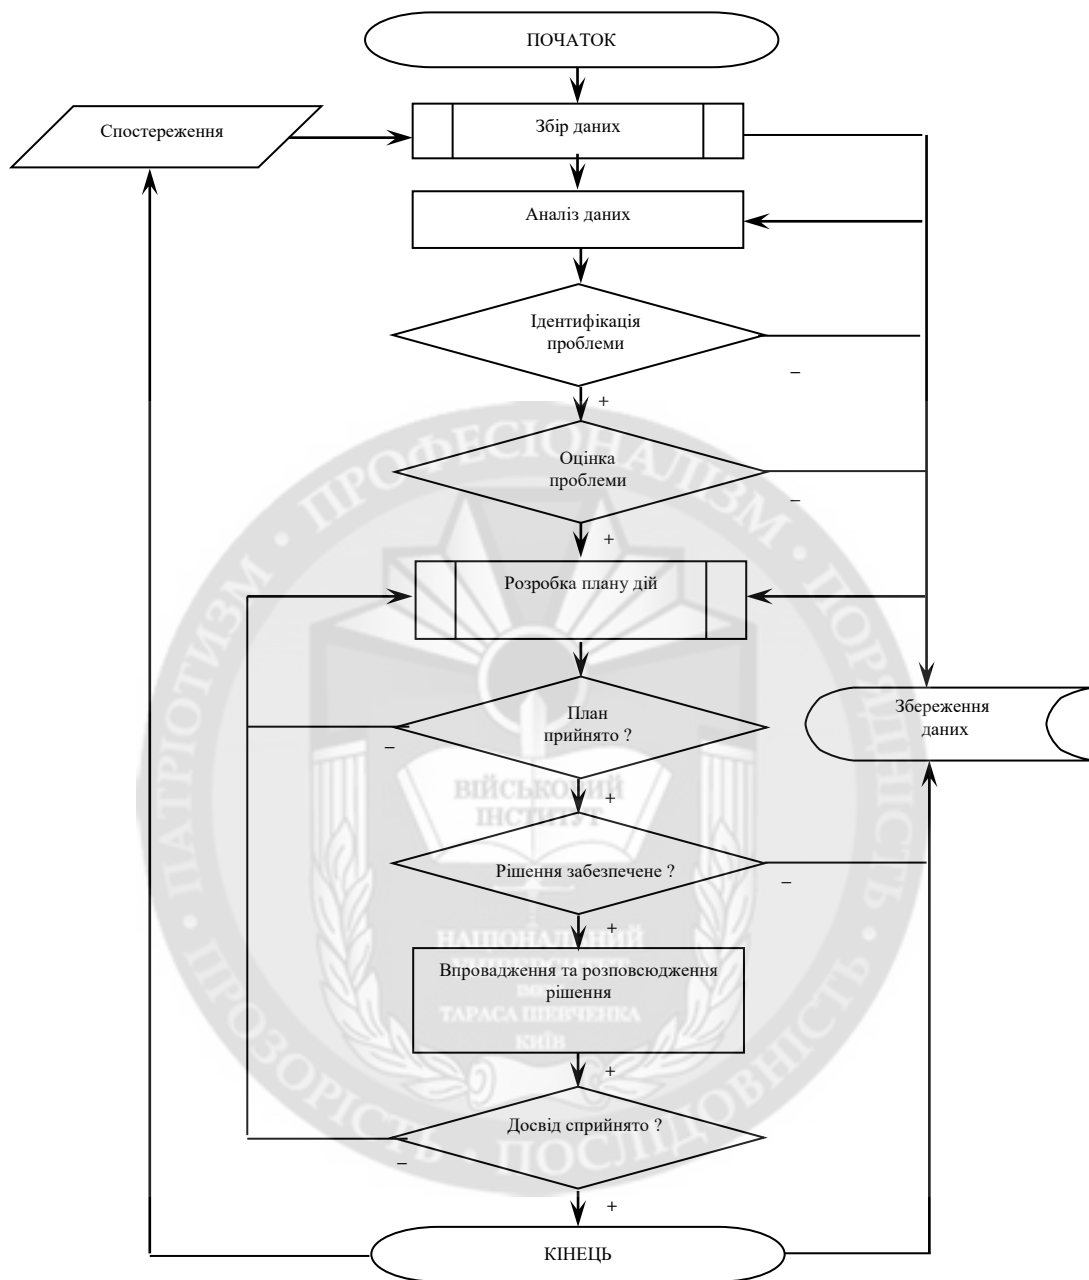 ПОЧАТОК
Спостереження
Збір даних
Аналіз даних
Ідентифікація
проблеми
–
+
Оцінка
проблеми
–
+
Розробка плану дій
План
прийнято ?
–
Збереження
даних
+
Рішення забезпечене ?
–
+
Впровадження та розповсюдження
рішення
+
Досвід сприйнято ?
–
+
КІНЕЦЬ
ПАТРІОТИЗМ • ПРОФЕСІОНАЛІЗМ • ПОРЯДНІСТЬ • ПОСЛІДОВНІСТЬ • ПРОЗОРІСТЬ •
ВІЙСЬКОВИЙ
ІНСТИТУТ
НАЦІОНАЛЬНИЙ
ТАРАСА ШЕВЧЕНКА
КИЇВ